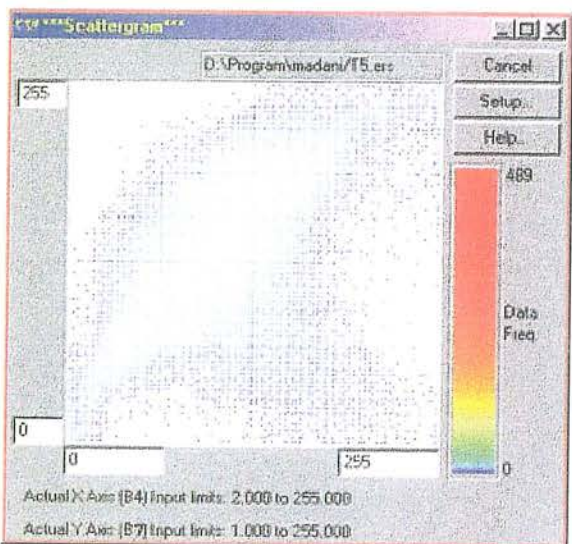 ***Scattergram***
D:\Program\madani/T5.ers
Cancel
255
Setup...
Help...
489
Data
Freq.
0
0
0
255
Actual X Axis (B4) Input limits: 2.000 to 255.000
Actual Y Axis (B7) Input limits: 1.000 to 255.000